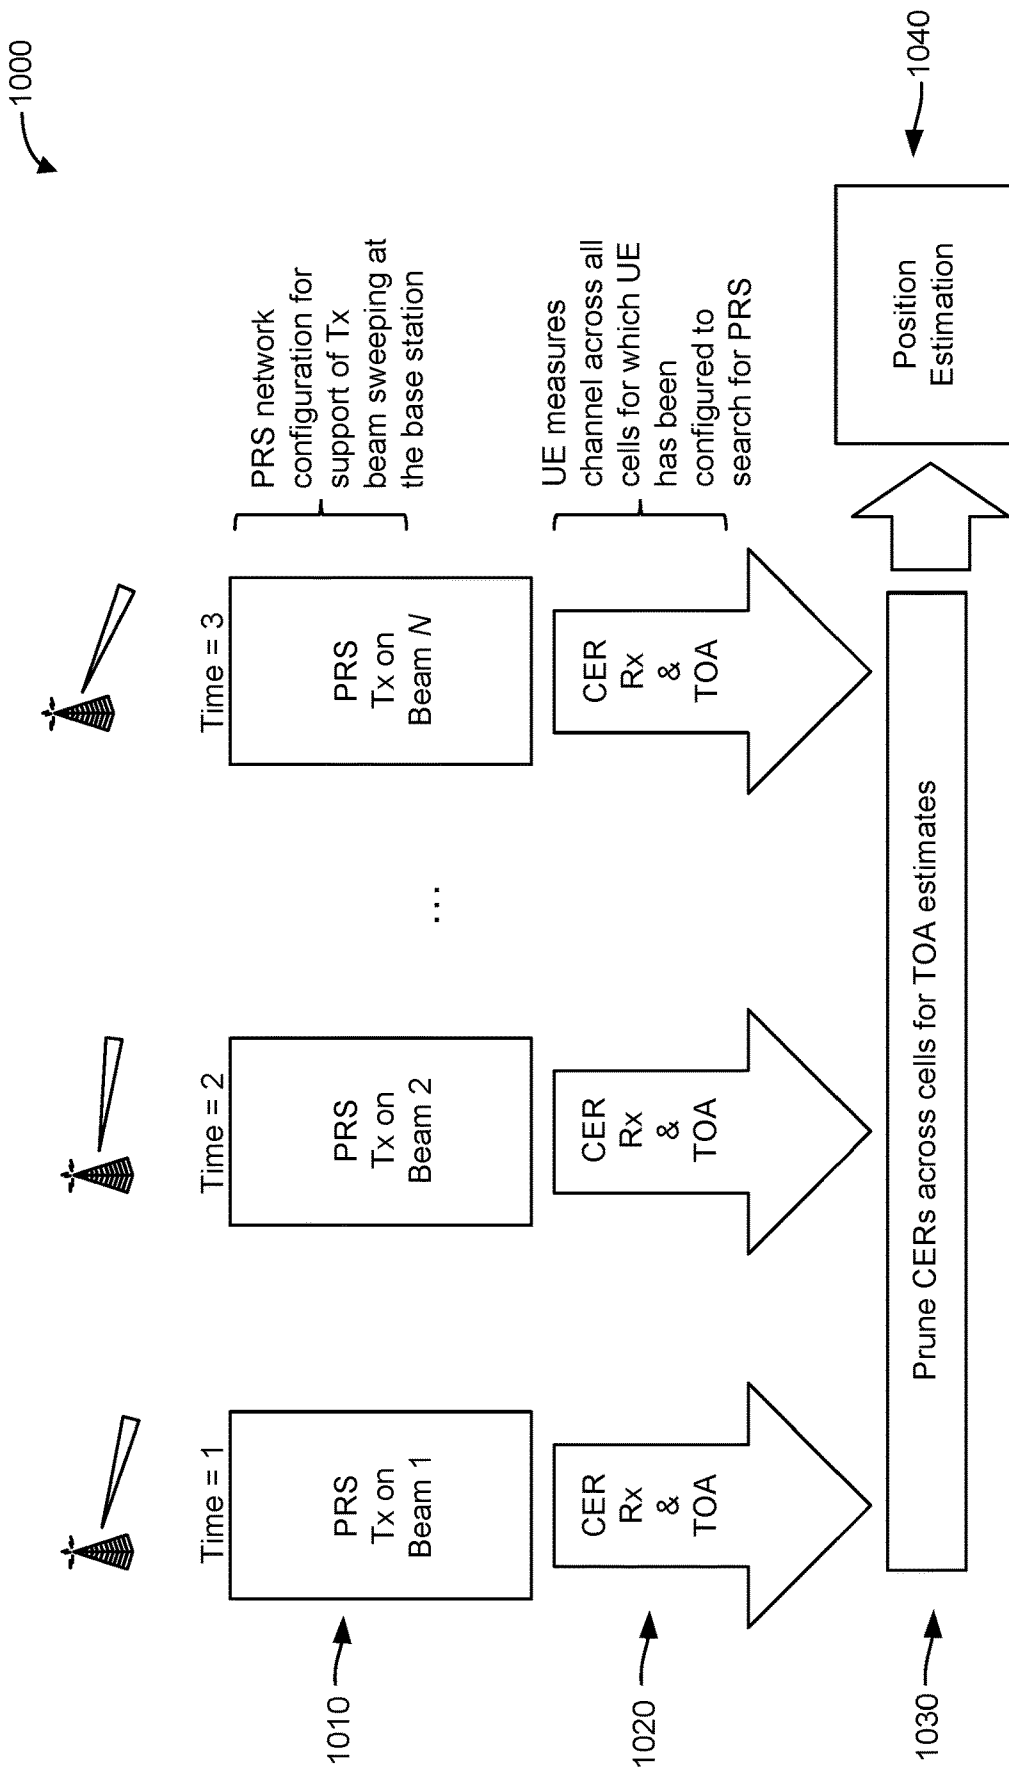 1000
Time = 1
Time = 2
Time = 3
1010
PRS
Tx on
Beam 1
PRS
Tx on
Beam 2
...
PRS
Tx on
Beam N
PRS network
configuration for
support of Tx
beam sweeping at
the base station
1020
CER
Rx
&
TOA
CER
Rx
&
TOA
CER
Rx
&
TOA
UE measures
channel across all
cells for which UE
has been
configured to
search for PRS
1030
Prune CERs across cells for TOA estimates
Position
Estimation
1040